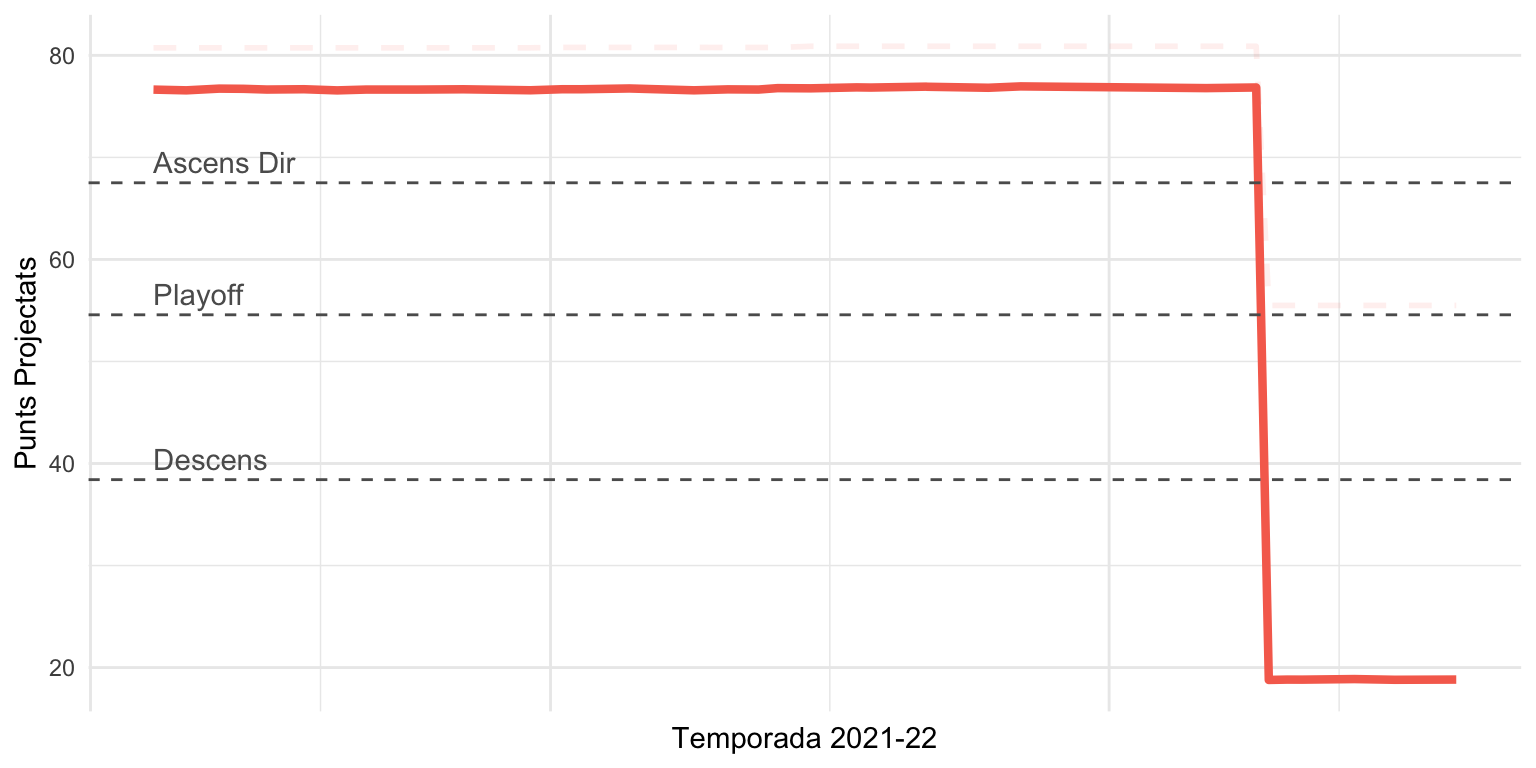 80
Ascens Dir
60
Playoff
Punts Projectats
40
Descens
20
Temporada 2021-22